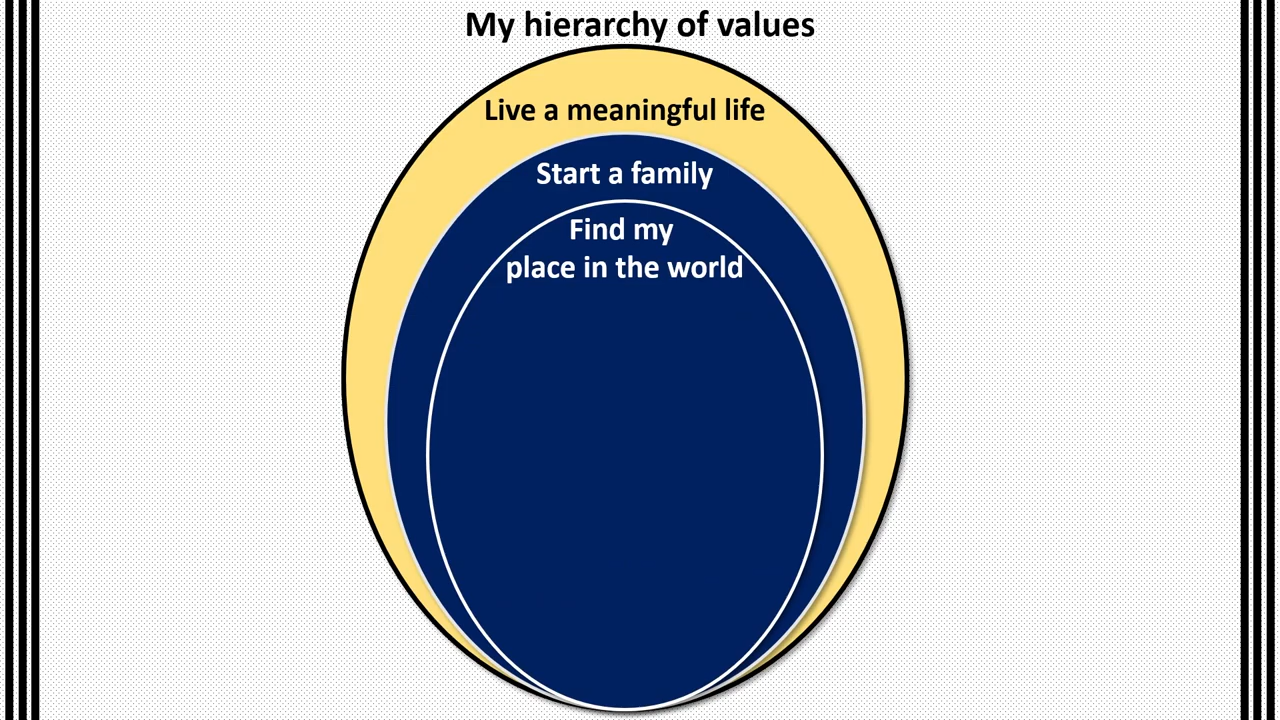 My hierarchy of values
Live a meaningful life
Start a family
Find my
place in the world